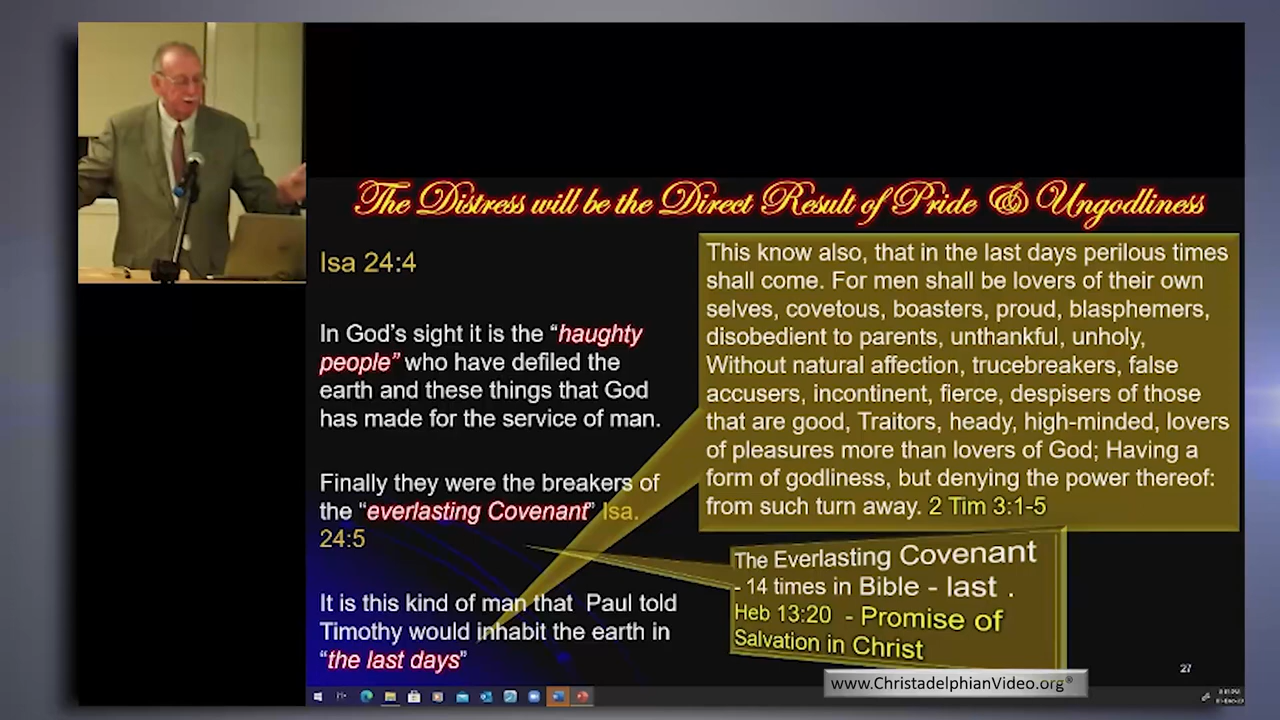 The Distress will be the Direct Result of Pride & Ungodliness
Isa 24:4
In God's sight it is the “haughty
people” who have defiled the
earth and these things that God
has made for the service of man.
Finally they were the breakers of
the “everlasting Covenant” Isa.
24:5
It is this kind of man that Paul told
Timothy would inhabit the earth in
“the last days”
This know also, that in the last days perilous times
shall come. For men shall be lovers of their own
selves, covetous, boasters, proud, blasphemers,
disobedient to parents, unthankful, unholy,
Without natural affection, trucebreakers, false
accusers, incontinent, fierce, despisers of those
that are good, Traitors, heady, high-minded, lovers
of pleasures more than lovers of God; Having a
form of godliness, but denying the power thereof:
from such turn away. 2 Tim 3:1-5
The Everlasting Covenant
- 14 times in Bible - last .
Heb 13:20 - Promise of
Salvation in Christ
27
www.ChristadelphianVideo.org®